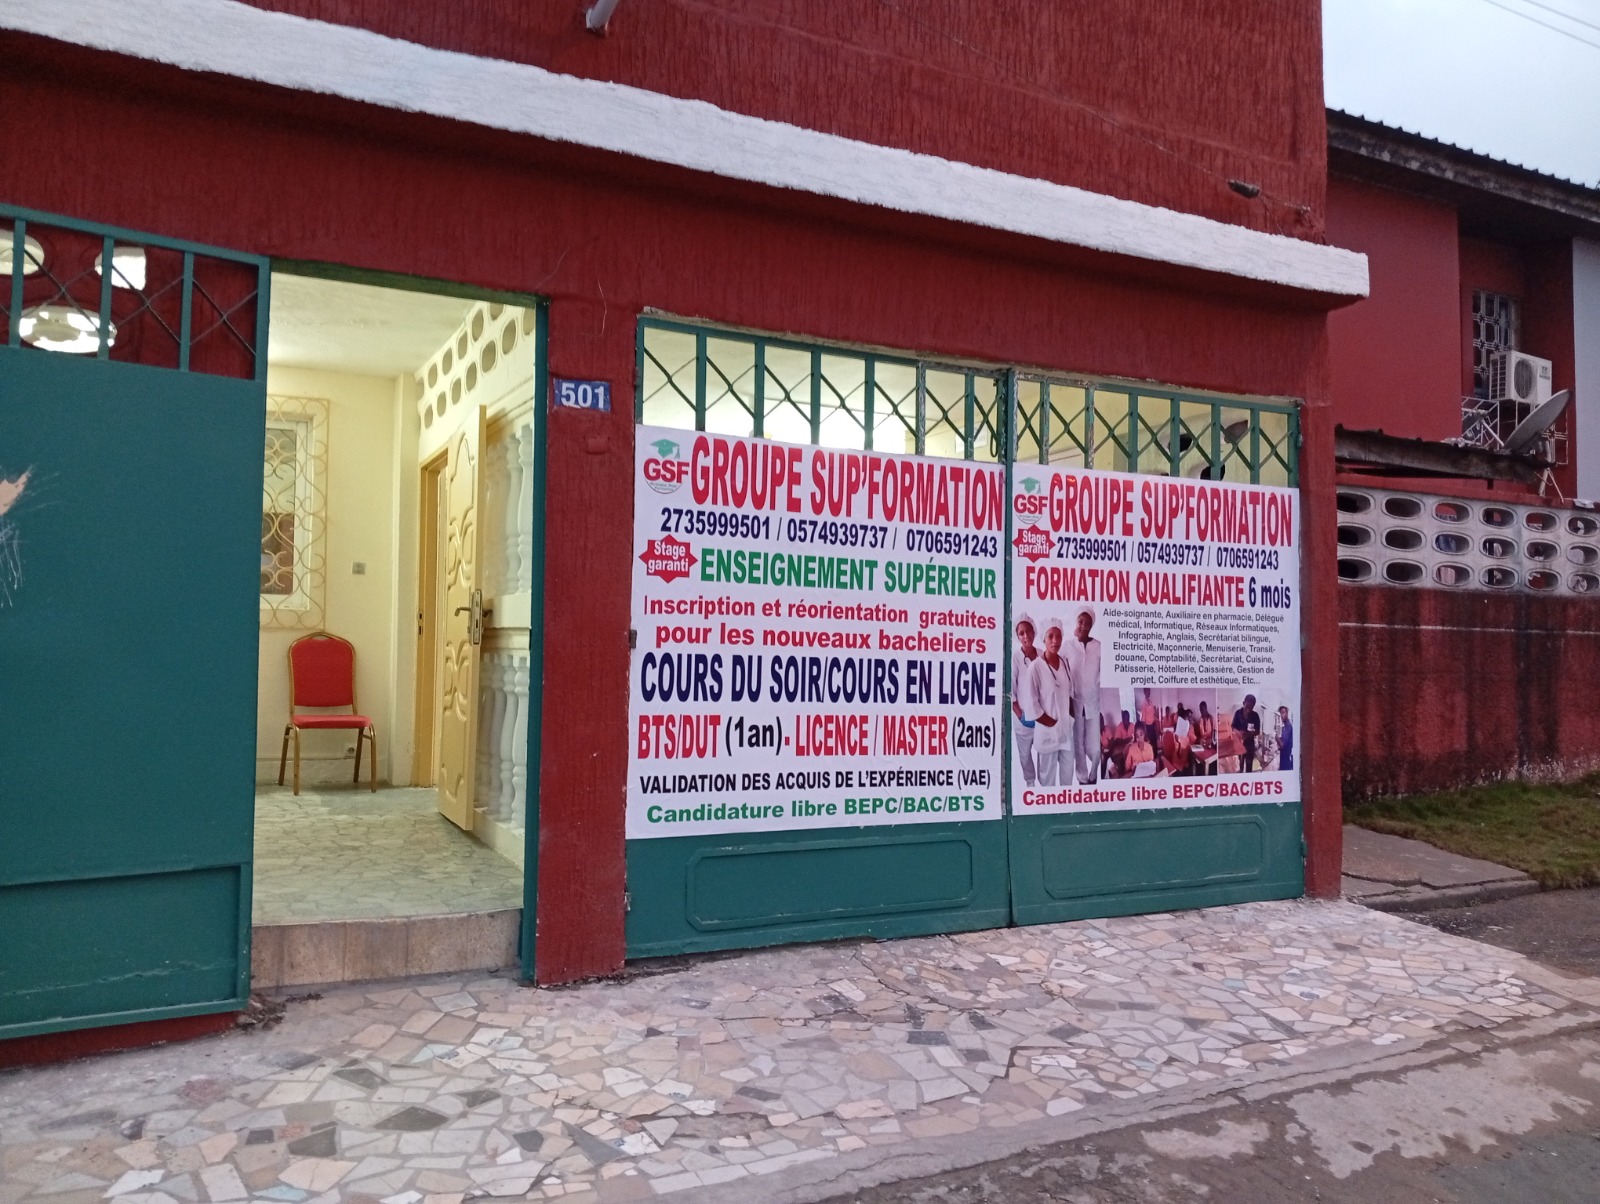 501
GSF GROUPE SUP'FORMATION
2735999501 / 0574939737 / 0706591243
Stage
garanti
ENSEIGNEMENT SUPÉRIEUR
Inscription et réorientation gratuites
pour les nouveaux bacheliers
COURS DU SOIR/COURS EN LIGNE
BTS/DUT (1an)- LICENCE / MASTER (2ans)
VALIDATION DES ACQUIS DE L'EXPÉRIENCE (VAE)
Candidature libre BEPC/BAC/BTS
GSF GROUPE SUP'FORMATION
Stage
garanti
2735999501 / 0574939737 / 0706591243
FORMATION QUALIFIANTE 6 mois
Aide-soignante, Auxiliaire en pharmacie, Délégué
médical, Informatique, Réseaux Informatiques,
Infographie, Anglais, Secrétariat bilingue,
Electricité, Maçonnerie, Menuiserie, Transit-
douane, Comptabilité, Secrétariat, Cuisine,
Pâtisserie, Hôtellerie, Caissière, Gestion de
projet, Coiffure et esthétique, Etc...
Candidature libre BEPC/BAC/BTS